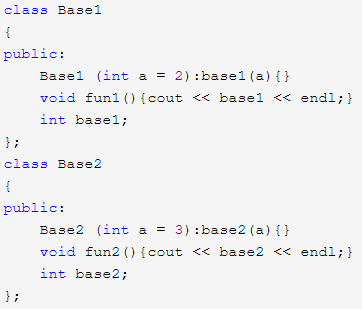 class Base1
{
public:
    Base1 (int a = 2):base1(a){}
    void fun1(){cout << base1 << endl;}
    int base1;
};
class Base2
{
public:
    Base2 (int a = 3):base2(a){}
    void fun2(){cout << base2 << endl;}
    int base2;
};